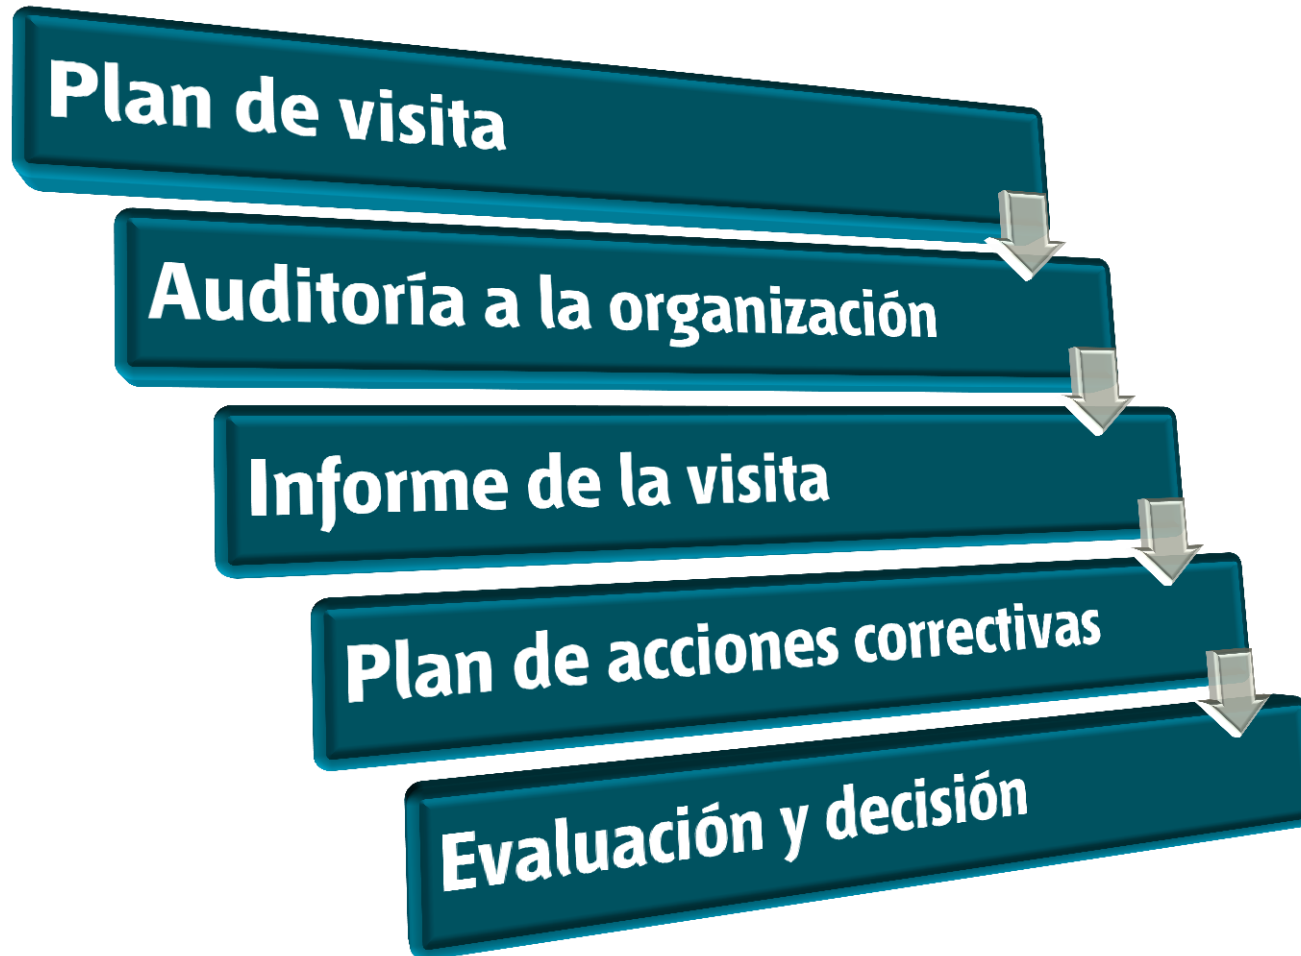 Plan de visita
Auditoría a la organización
Informe de la visita
Plan de acciones correctivas
Evaluación y decisión